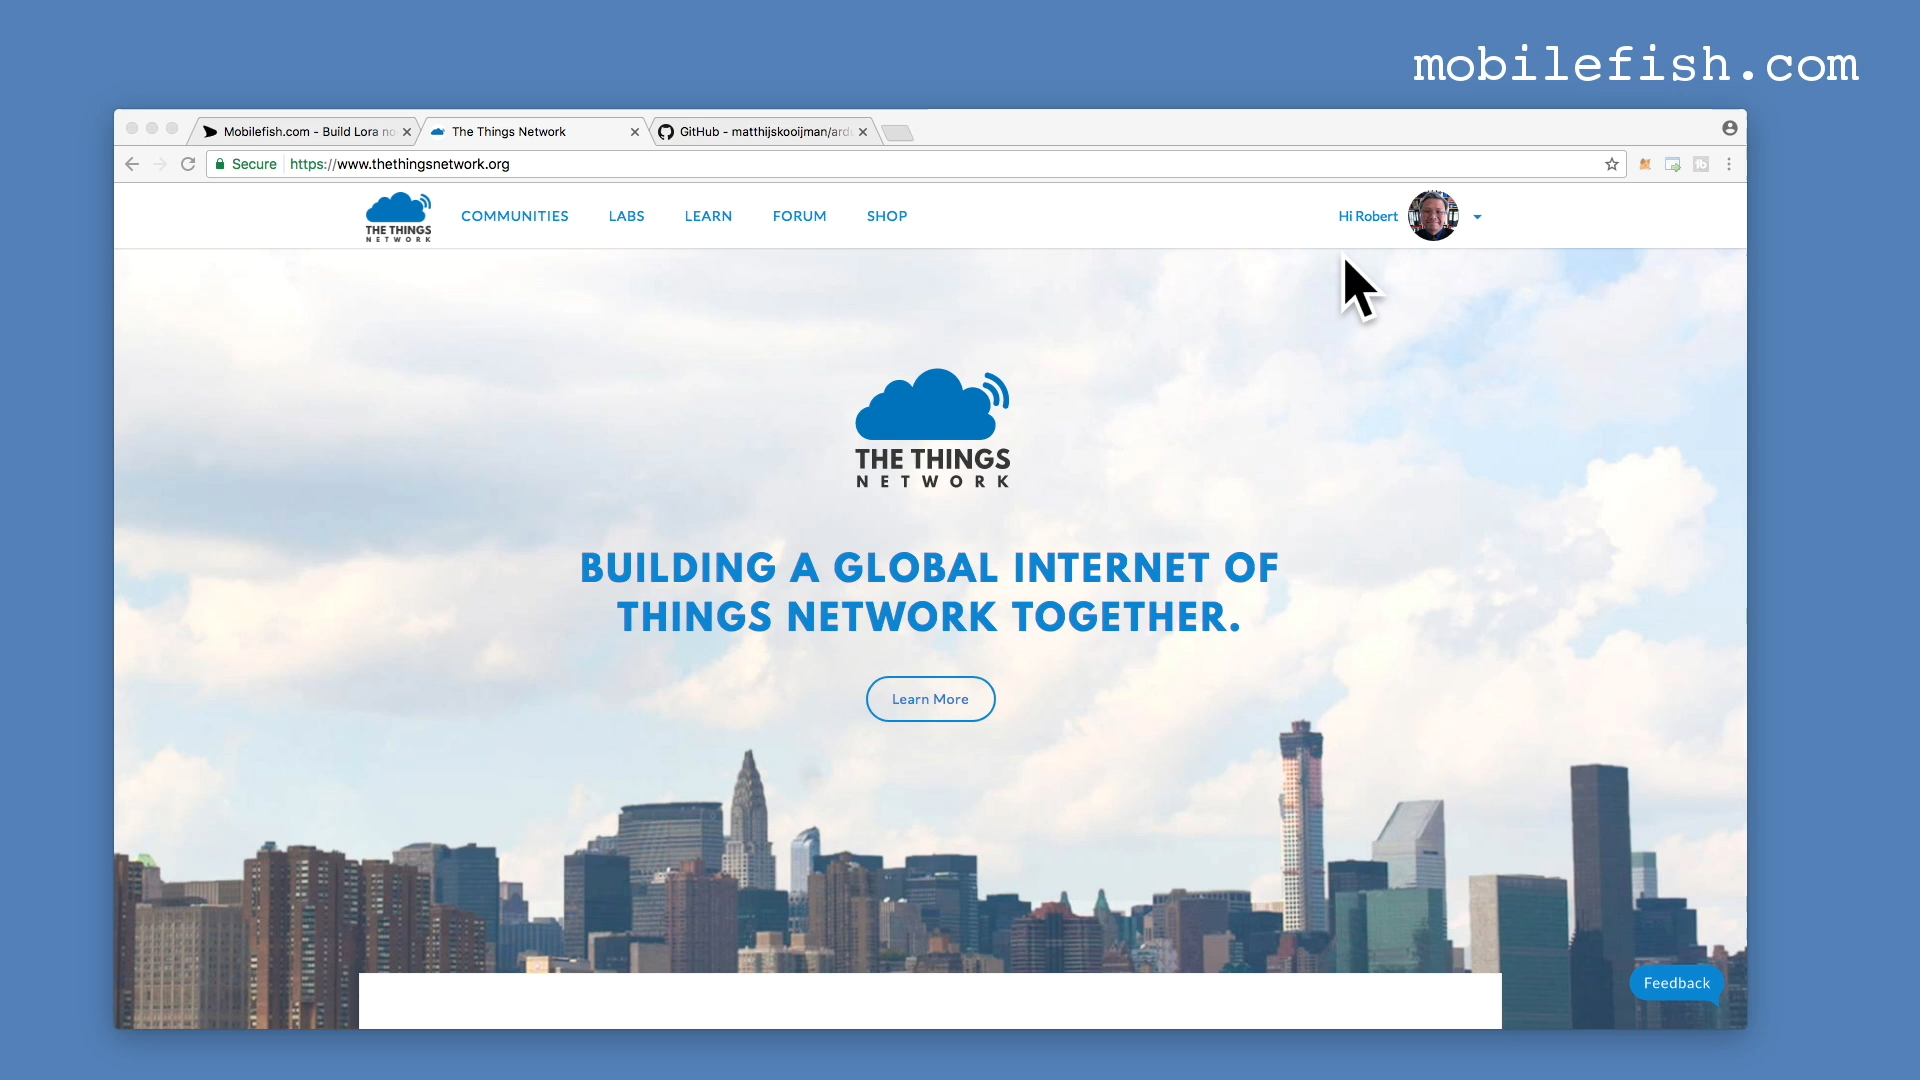 mobilefish.com
Mobilefish.com - Build Lora no
The Things Network
GitHub - matthijskooijman/ardu
Secure
https://www.thethingsnetwork.org
THE THINGS
NETWORK
COMMUNITIES
LABS
LEARN
FORUM
SHOP
Hi Robert
THE THINGS
NETWORK
BUILDING A GLOBAL INTERNET OF
THINGS NETWORK TOGETHER.
Learn More
Feedback